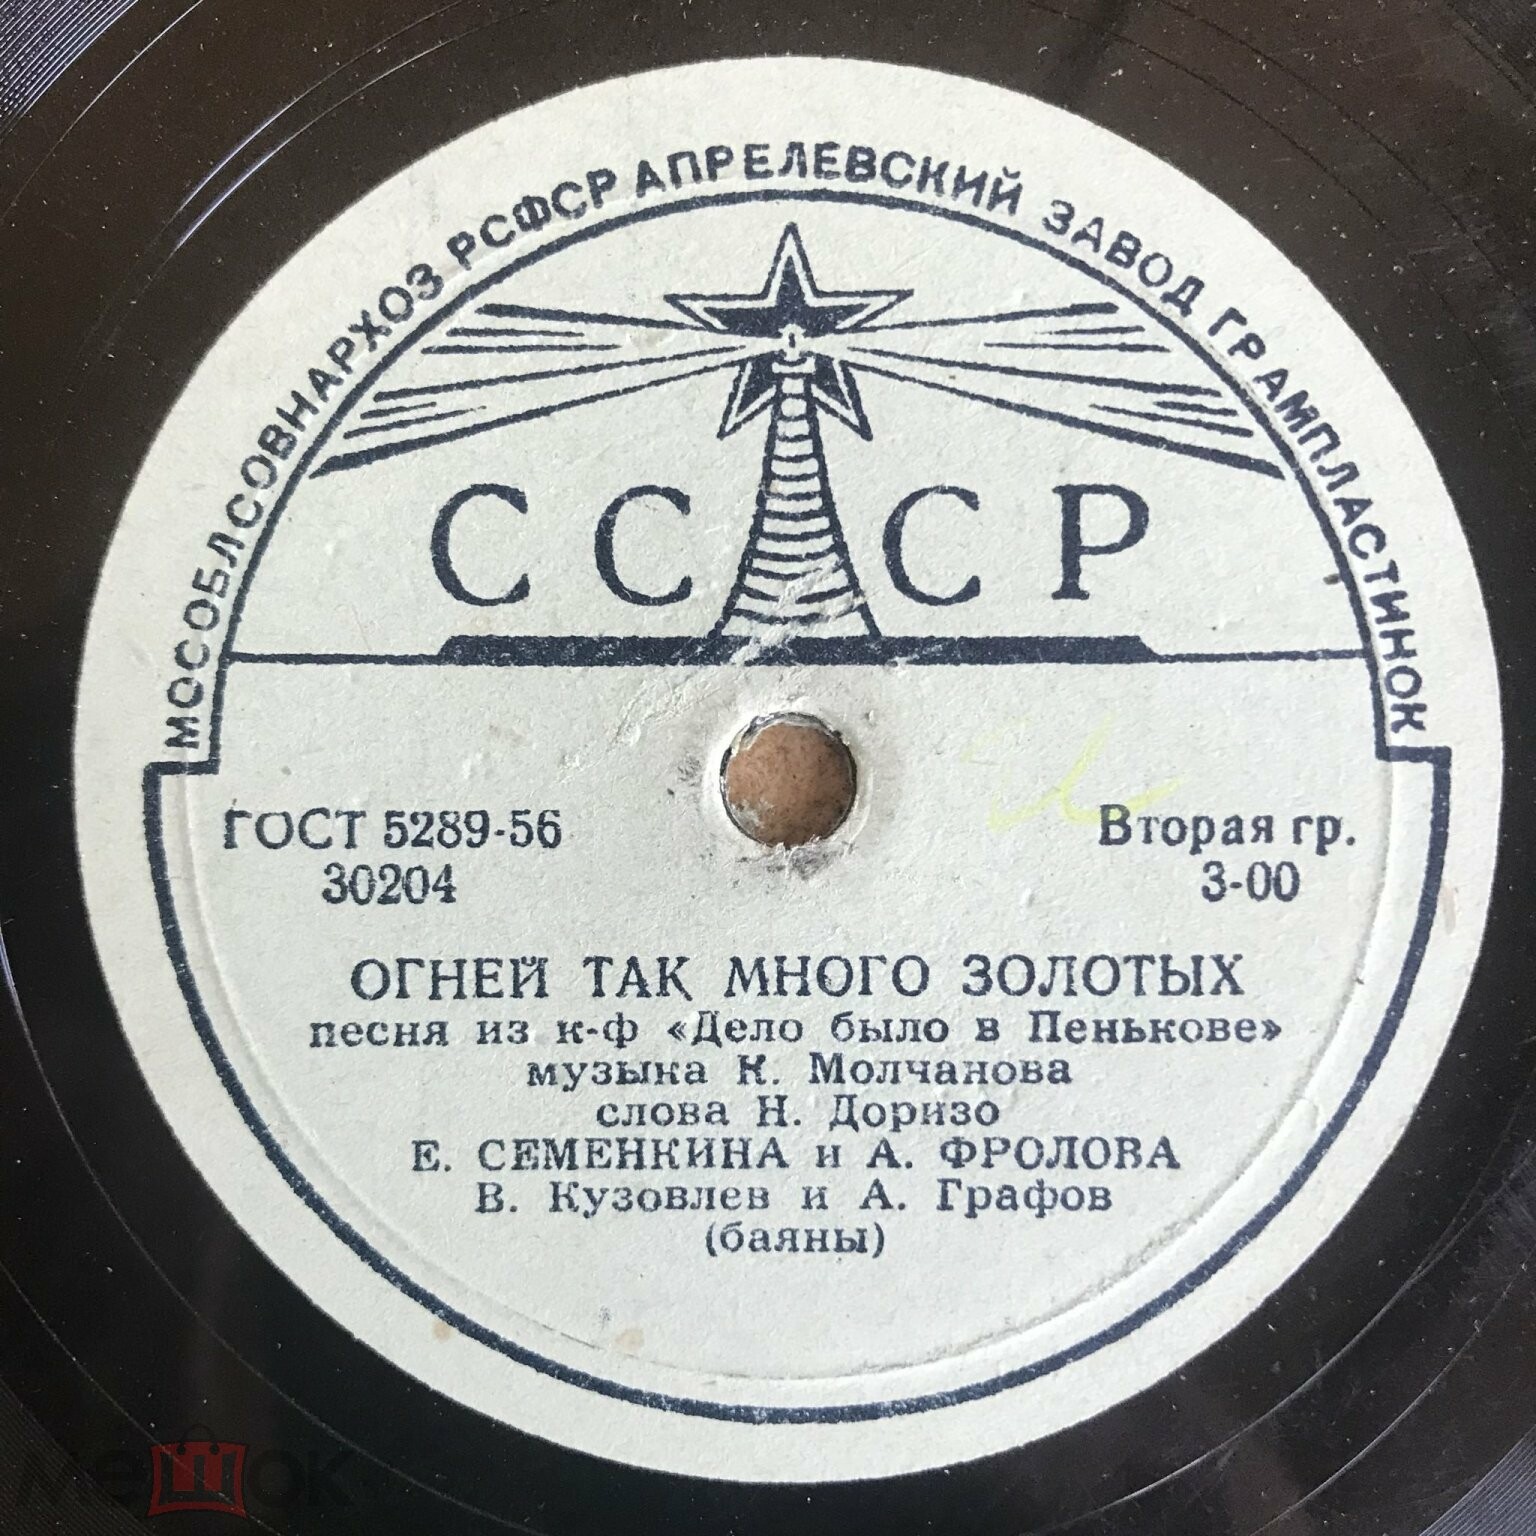 МОСОБЛСОВНАРХОЗ РСФСР АПРЕЛЕВСКИЙ ЗАВОД ГРАМПЛАСТИНОК
СССР
ГОСТ 5289-56
30204
Вторая гр.
3-00
ОГНЕЙ ТАК МНОГО ЗОЛОТЫХ
песня из к-ф «Дело было в Пенькове»
музыка К. Молчанова
слова Н. Доризо
Е. СЕМЕНКИНА и А. ФРОЛОВА
В. Кузовлев и А. Графов
(баяны)
мешок